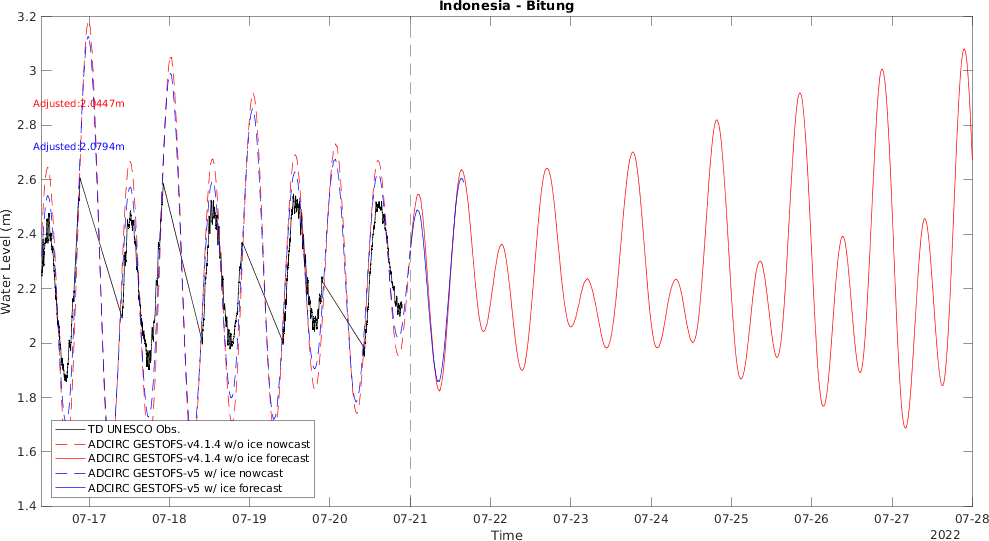 Indonesia - Bitung
3.2
3
2.8
2.6
2.4
2.2
2
1.8
1.6
1.4
Water Level (m)
Adjusted:2.0447m
Adjusted:2.0794m
TD UNESCO Obs.
ADCIRC GESTOFS-v4.1.4 w/o ice nowcast
ADCIRC GESTOFS-v4.1.4 w/o ice forecast
ADCIRC GESTOFS-v5 w/ ice nowcast
ADCIRC GESTOFS-v5 w/ ice forecast
07-17 07-18 07-19 07-20 07-21 07-22 07-23 07-24 07-25 07-26 07-27 07-28
Time
2022